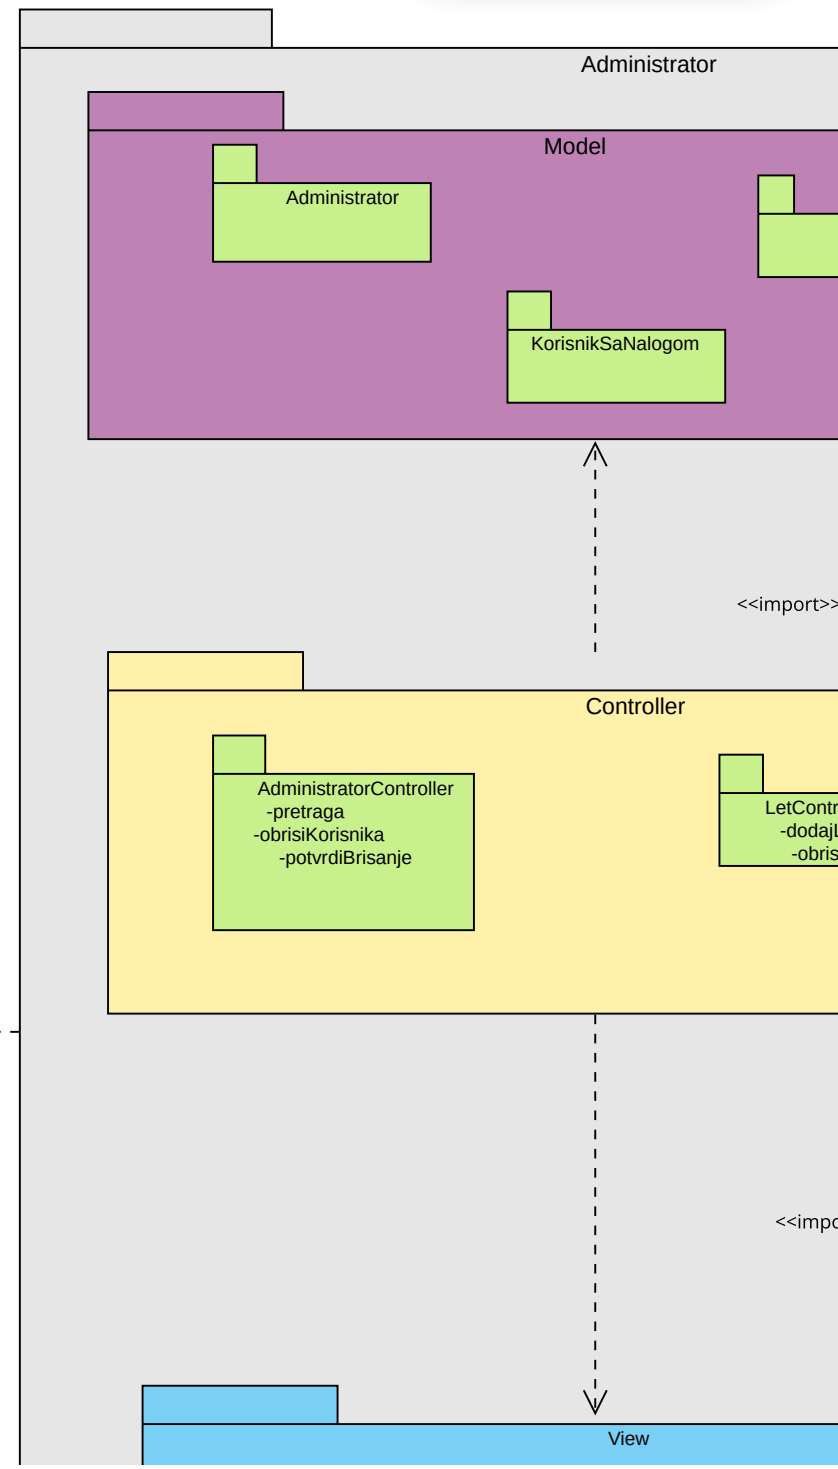 Administrator
Model
Administrator
KorisnikSaNalogom
<<import>>
Controller
AdministratorController
-pretraga
-obrisiKorisnika
-potvrdiBrisanje
View